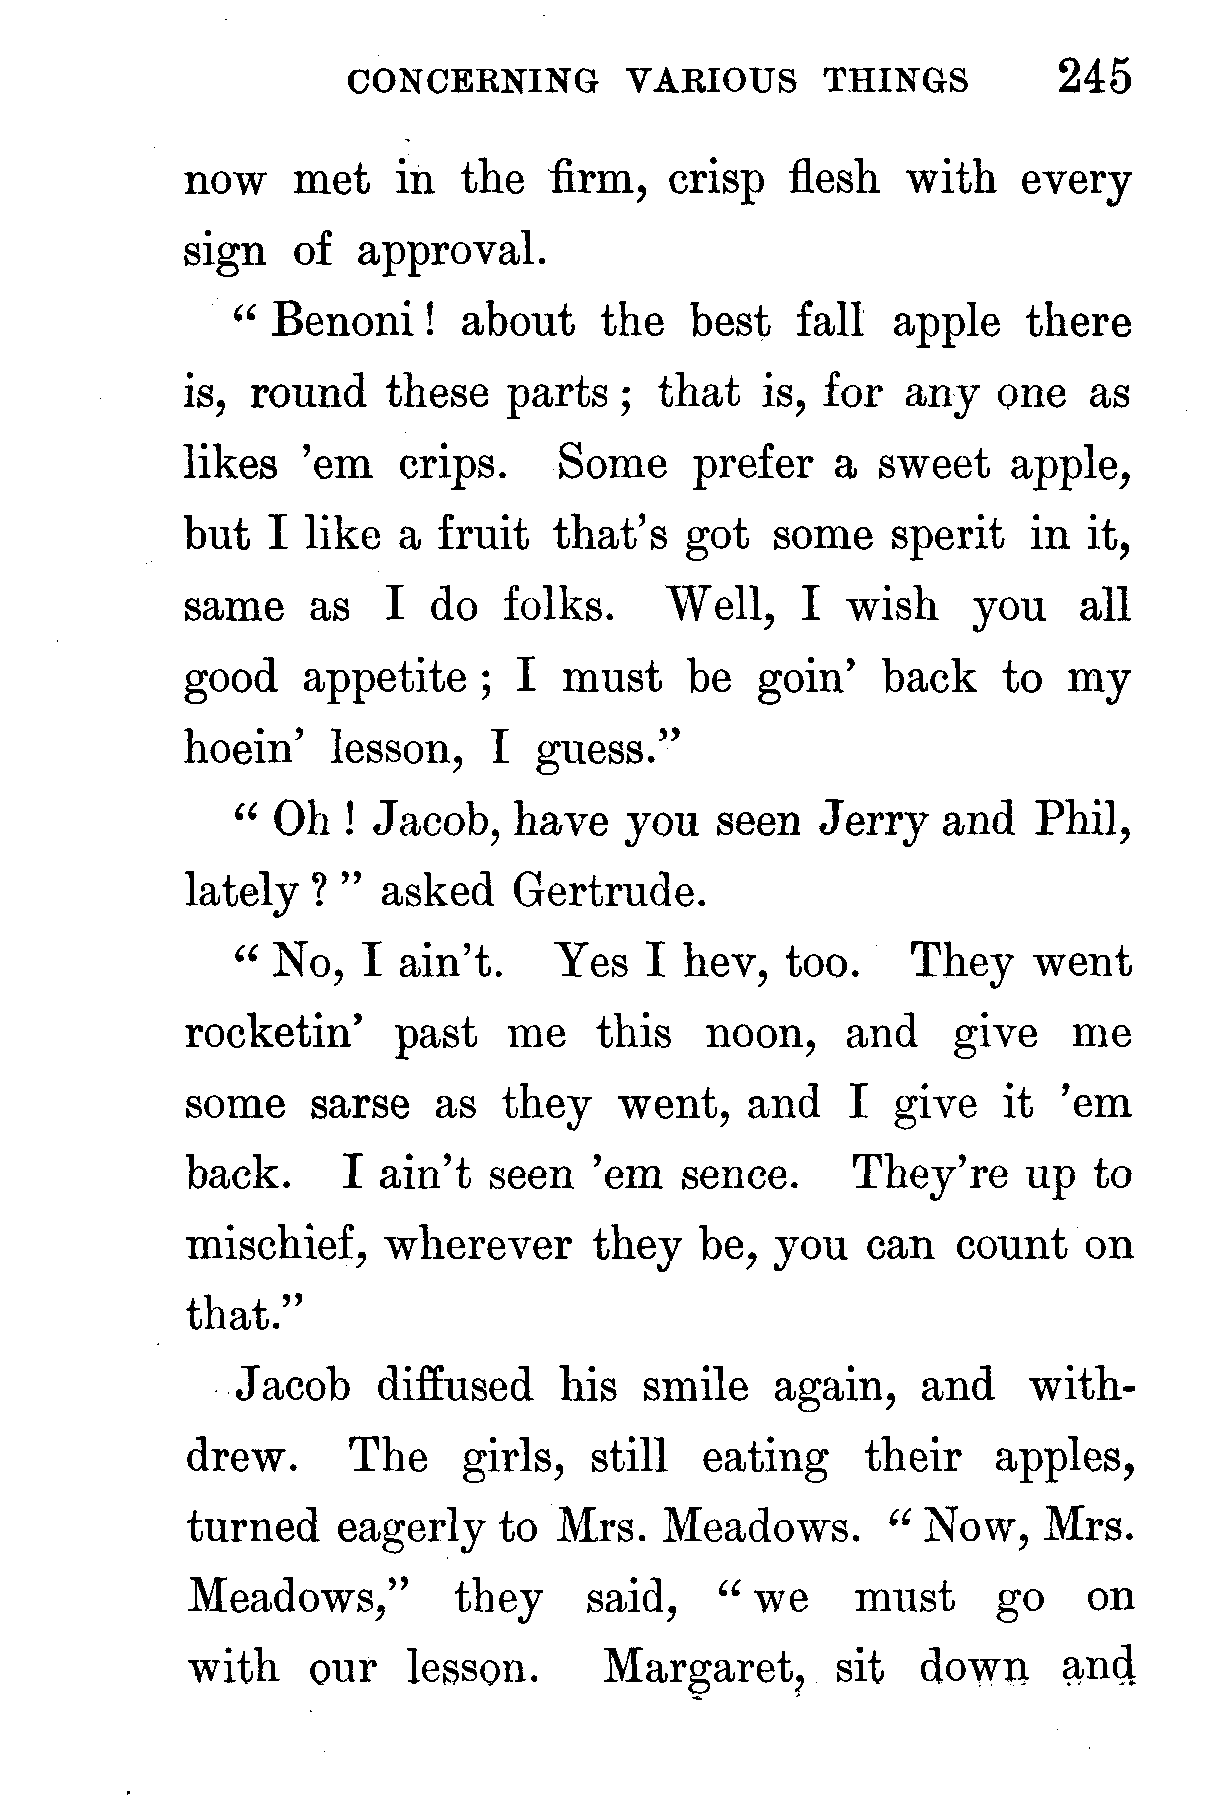 CONCERNING VARIOUS THINGS 245
now met in the firm, crisp flesh with every
sign of approval.
“ Benoni ! about the best fall apple there
is, round these parts ; that is, for any one as
likes ’em crips. Some prefer a sweet apple,
but I like a fruit that’s got some sperit in it,
same as I do folks. Well, I wish you all
good appetite ; I must be goin’ back to my
hoein’ lesson, I guess.”
“ Oh ! Jacob, have you seen Jerry and Phil,
lately ? ” asked Gertrude.
“ No, I ain’t. Yes I hev, too. They went
rocketin’ past me this noon, and give me
some sarse as they went, and I give it ’em
back. I ain’t seen ’em sence. They’re up to
mischief, wherever they be, you can count on
that.”
Jacob diffused his smile again, and with-
drew. The girls, still eating their apples,
turned eagerly to Mrs. Meadows. “ Now, Mrs.
Meadows,” they said, “ we must go on
with our lesson. Margaret, sit down and